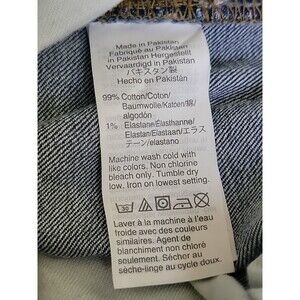 Made in Pakistan
Fabriqué au Pakistan
in Pakistan Hergestellt
Vervaardigd in Pakistan
パキスタン製
Hecho en Pakistán
99% Cotton/Coton/
Baumwolle/Katoen/綿/
algodón
1% Elastane/Élasthanne/
Elastan/Elastaan/エラス
テーン/elastano
Machine wash cold with
like colors. Non chlorine
bleach only. Tumble dry
low. Iron on lowest setting.
30
Laver à la machine à l'eau
froide avec des couleurs
similaires. Agent de
blanchiment non chloré
seulement. Sécher au
sèche-linge au cycle doux.